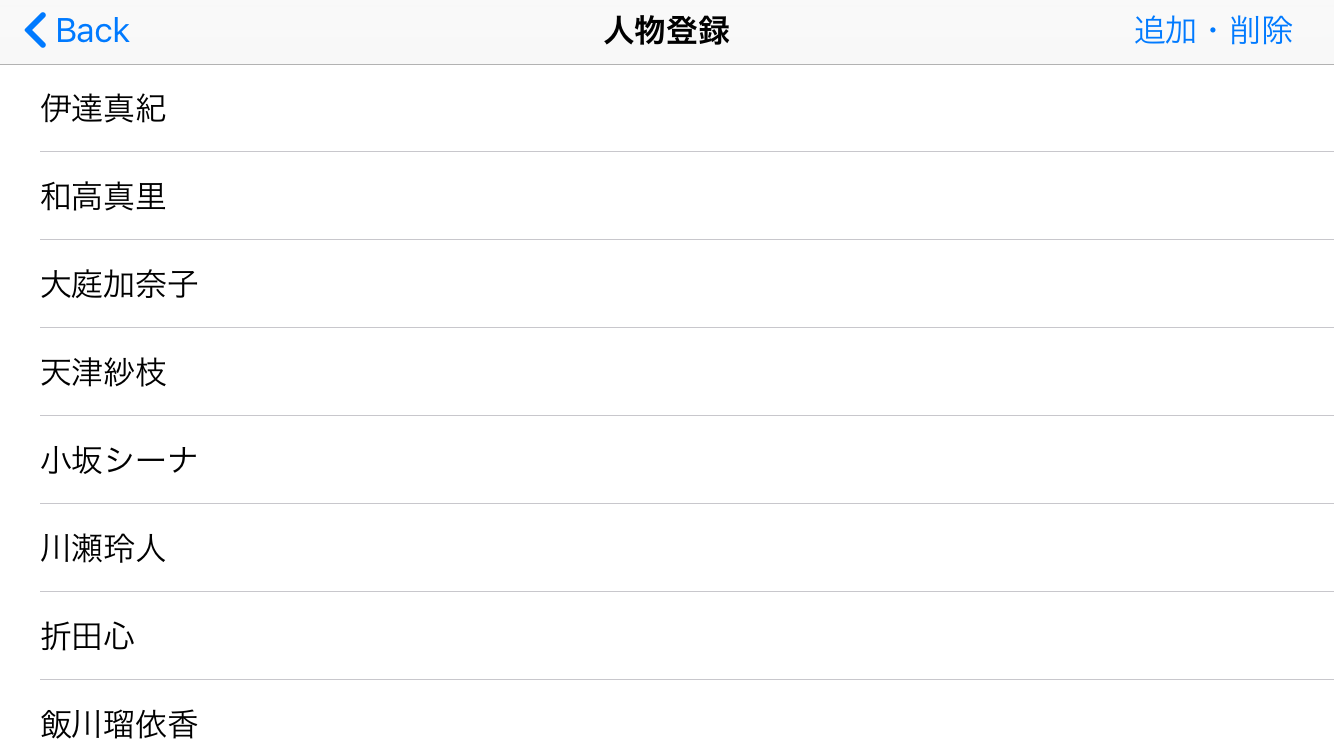 Back
人物登録
追加・削除
伊達真紀
和高真里
大庭加奈子
天津紗枝
小坂シーナ
川瀬玲人
折田心
飯川瑠依香